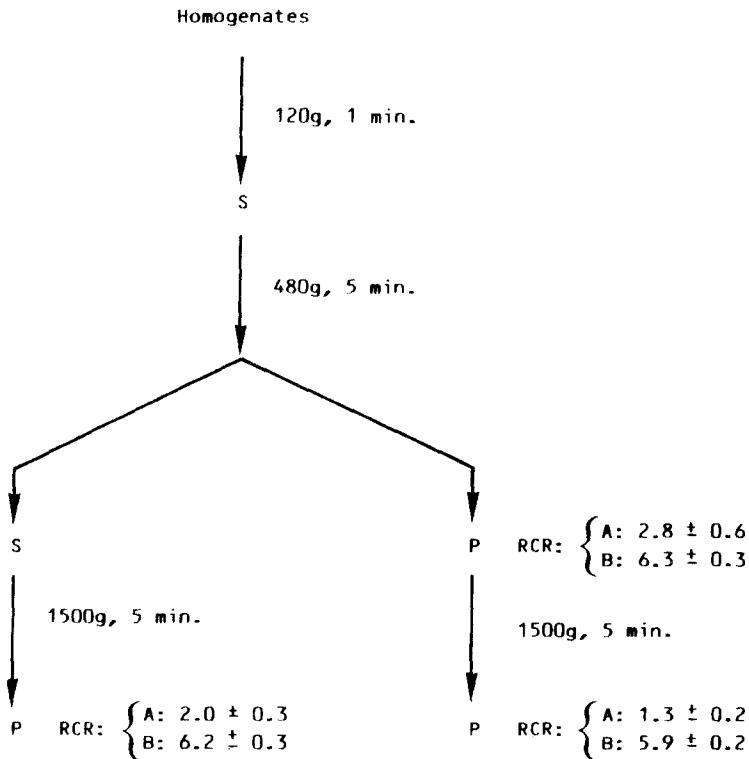 Homogenates
120g, 1 min.
S
480g, 5 min.
S
P RCR: { A: 2.8 ± 0.6
B: 6.3 ± 0.3
1500g, 5 min.
1500g, 5 min.
P RCR: { A: 2.0 ± 0.3
B: 6.2 ± 0.3
P RCR: { A: 1.3 ± 0.2
B: 5.9 ± 0.2